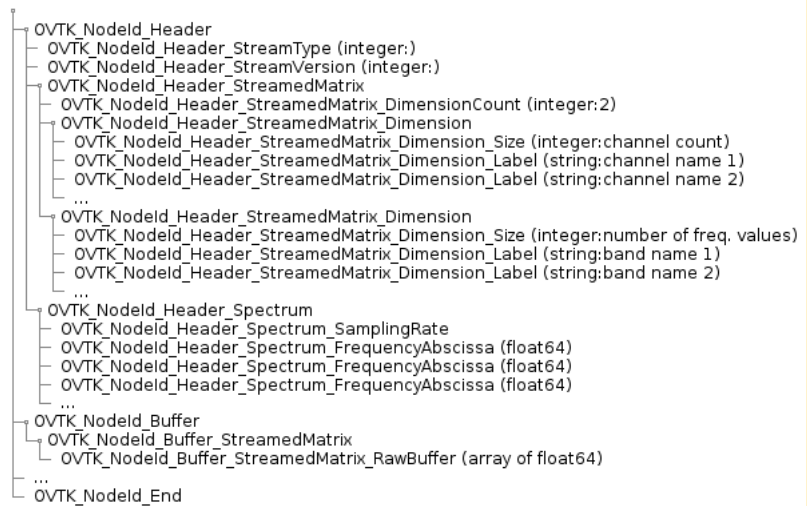 OVTK_NodeId_Header
OVTK_NodeId_Header_StreamType (integer:)
OVTK_NodeId_Header_StreamVersion (integer:)
OVTK_NodeId_Header_StreamedMatrix
OVTK_NodeId_Header_StreamedMatrix_DimensionCount (integer:2)
OVTK_NodeId_Header_StreamedMatrix_Dimension
OVTK_NodeId_Header_StreamedMatrix_Dimension_Size (integer:channel count)
OVTK_NodeId_Header_StreamedMatrix_Dimension_Label (string:channel name 1)
OVTK_NodeId_Header_StreamedMatrix_Dimension_Label (string:channel name 2)
...
OVTK_NodeId_Header_StreamedMatrix_Dimension
OVTK_NodeId_Header_StreamedMatrix_Dimension_Size (integer:number of freq. values)
OVTK_NodeId_Header_StreamedMatrix_Dimension_Label (string:band name 1)
OVTK_NodeId_Header_StreamedMatrix_Dimension_Label (string:band name 2)
...
OVTK_NodeId_Header_Spectrum
OVTK_NodeId_Header_Spectrum_SamplingRate
OVTK_NodeId_Header_Spectrum_FrequencyAbscissa (float64)
OVTK_NodeId_Header_Spectrum_FrequencyAbscissa (float64)
OVTK_NodeId_Header_Spectrum_FrequencyAbscissa (float64)
...
OVTK_NodeId_Buffer
OVTK_NodeId_Buffer_StreamedMatrix
OVTK_NodeId_Buffer_StreamedMatrix_RawBuffer (array of float64)
...
OVTK_NodeId_End